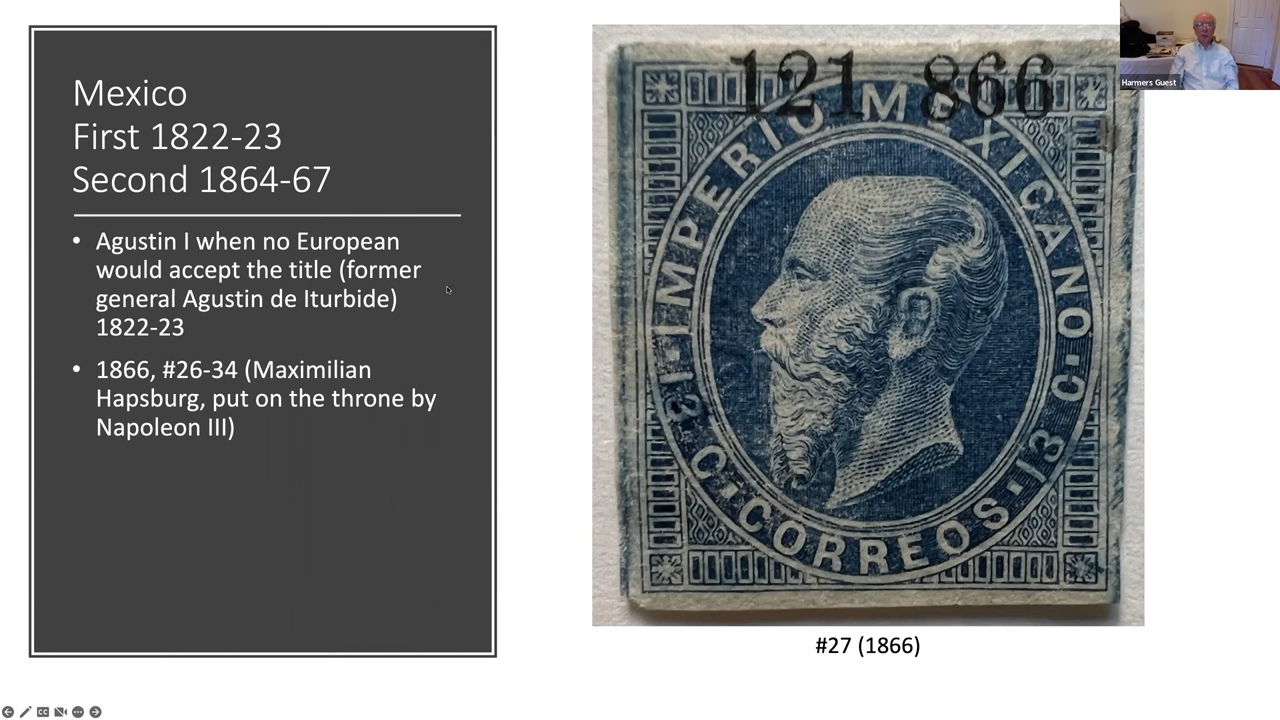 Mexico
First 1822-23
Second 1864-67
• Agustin I when no European
would accept the title (former
general Agustin de Iturbide)
1822-23
• 1866, #26-34 (Maximilian
Hapsburg, put on the throne by
Napoleon III)
121 866
IMPERIO MEXICANO
13 C. CORREOS. 13 C.
#27 (1866)
Harmers Guest
CC